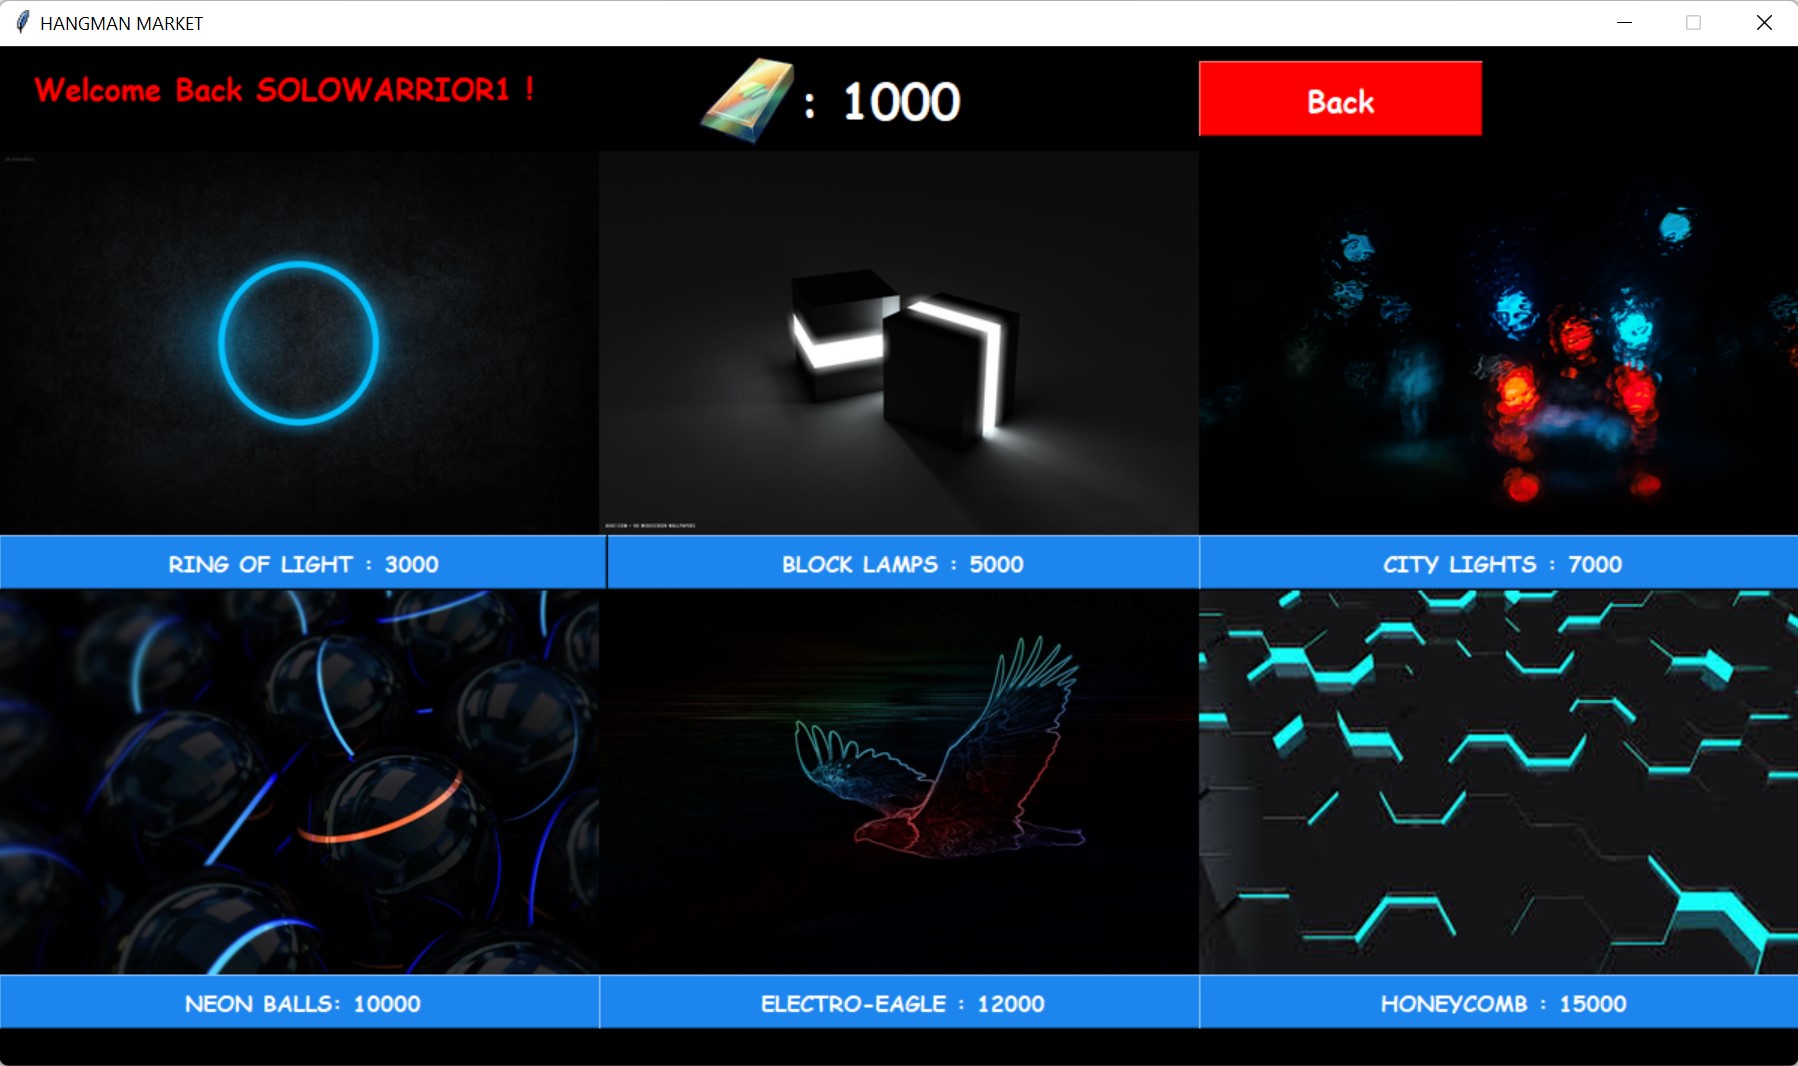 HANGMAN MARKET
Welcome Back SOLOWARRIOR1 !
: 1000
Back
RING OF LIGHT : 3000
BLOCK LAMPS : 5000
CITY LIGHTS : 7000
NEON BALLS: 10000
ELECTRO-EAGLE : 12000
HONEYCOMB : 15000